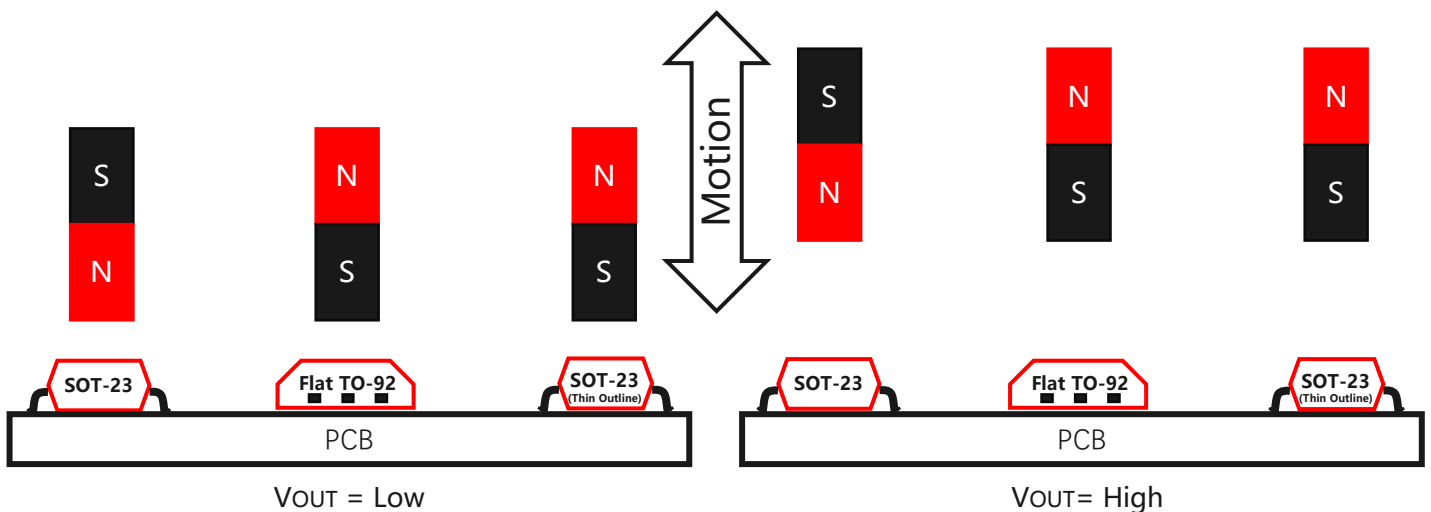 S
N
N
S
N
S
Motion
S
N
N
S
N
S
SOT-23
Flat TO-92
SOT-23
(Thin Outline)
SOT-23
Flat TO-92
SOT-23
(Thin Outline)
PCB
PCB
VOUT = Low
VOUT= High